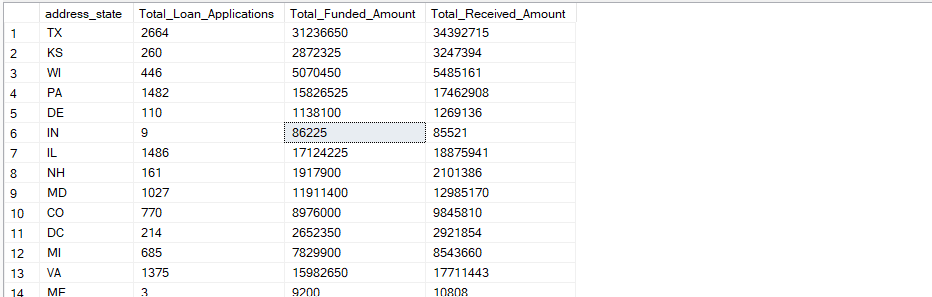 address_state Total_Loan_Applications Total_Funded_Amount Total_Received_Amount
1 TX 2664 31236650 34392715
2 KS 260 2872325 3247394
3 WI 446 5070450 5485161
4 PA 1482 15826525 17462908
5 DE 110 1138100 1269136
6 IN 9 86225 85521
7 IL 1486 17124225 18875941
8 NH 161 1917900 2101386
9 MD 1027 11911400 12985170
10 CO 770 8976000 9845810
11 DC 214 2652350 2921854
12 MI 685 7829900 8543660
13 VA 1375 15982650 17711443
14 ME 3 9200 10808